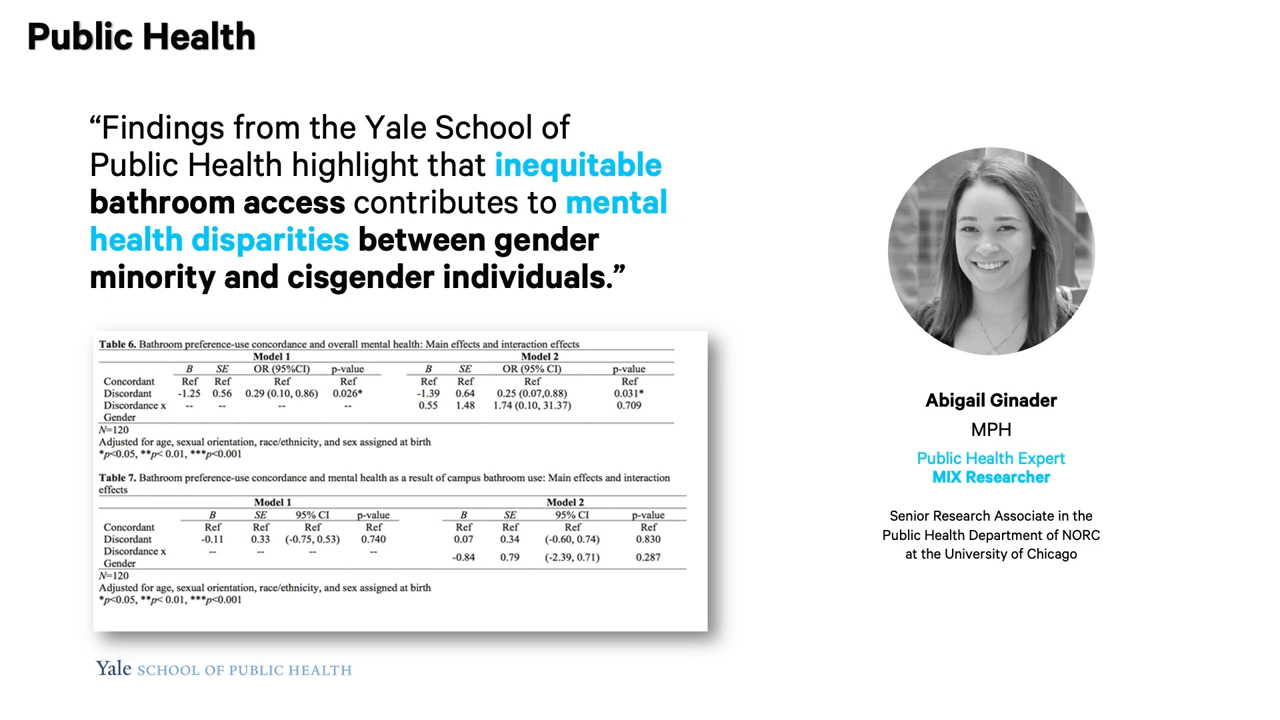 Public Health
“Findings from the Yale School of
Public Health highlight that inequitable
bathroom access contributes to mental
health disparities between gender
minority and cisgender individuals.”
Table 6. Bathroom preference-use concordance and overall mental health: Main effects and interaction effects
Model 1 Model 2
B SE OR (95%CI) p-value B SE OR (95% CI) p-value
Concordant Ref Ref Ref Ref Ref Ref Ref Ref
Discordant -1.25 0.56 0.29 (0.10, 0.86) 0.026* -1.39 0.64 0.25 (0.07,0.88) 0.031*
Discordance x -- -- -- -- 0.55 1.48 1.74 (0.10, 31.37) 0.709
Gender
N=120
Adjusted for age, sexual orientation, race/ethnicity, and sex assigned at birth
*p<0.05, **p< 0.01, ***p<0.001
Table 7. Bathroom preference-use concordance and mental health as a result of campus bathroom use: Main effects and interaction
effects
Model 1 Model 2
B SE 95% CI p-value B SE 95% CI p-value
Concordant Ref Ref Ref Ref Ref Ref Ref Ref
Discordant -0.11 0.33 (-0.75, 0.53) 0.740 0.07 0.34 (-0.60, 0.74) 0.830
Discordance x -- -- -- -- -0.84 0.79 (-2.39, 0.71) 0.287
Gender
N=120
Adjusted for age, sexual orientation, race/ethnicity, and sex assigned at birth
*p<0.05, **p< 0.01, ***p<0.001
Yale SCHOOL OF PUBLIC HEALTH
Abigail Ginader
MPH
Public Health Expert
MIX Researcher
Senior Research Associate in the
Public Health Department of NORC
at the University of Chicago